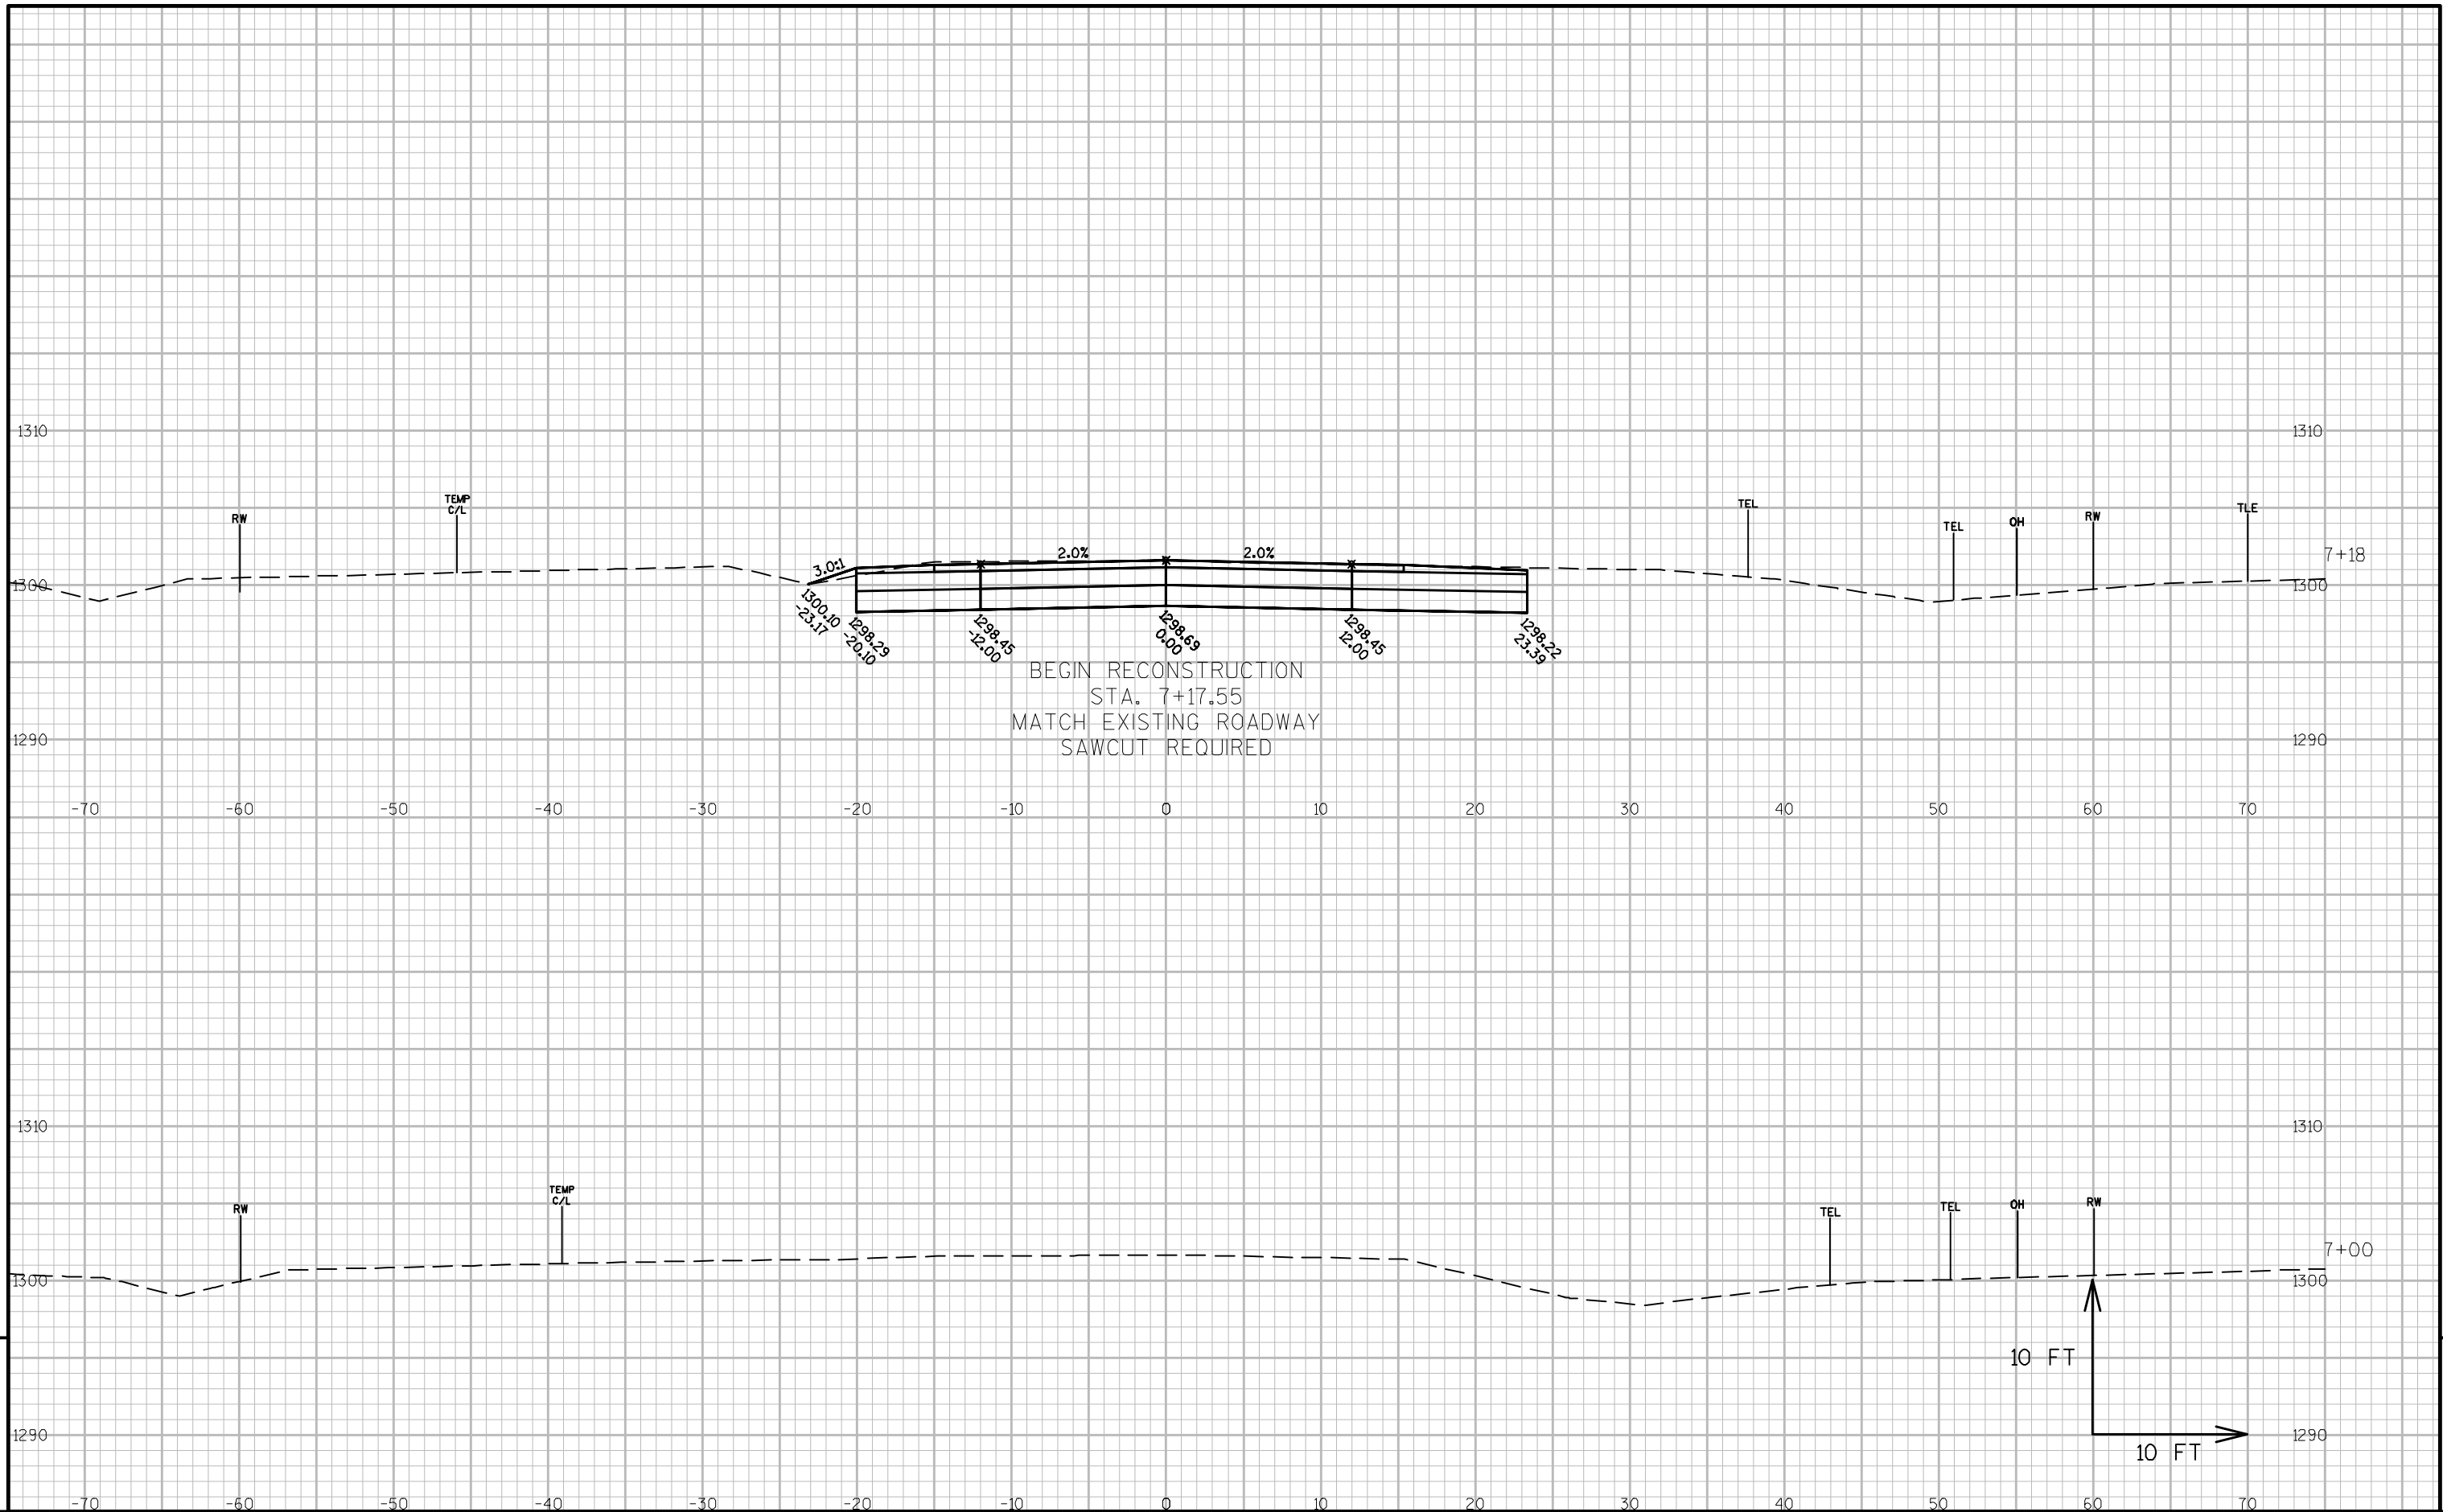 1310 1310
TEMP
C/L
RW
TEL
TEL
OH
RW
TLE
7+18
3.0:1
2.0% 2.0%
1300 1300
1300.10
-23.17
1298.29
-20.10
1298.45
-12.00
1298.69
0.00
1298.45
12.00
1298.22
23.39
BEGIN RECONSTRUCTION
STA. 7+17.55
MATCH EXISTING ROADWAY
SAWCUT REQUIRED
1290 1290
-70 -60 -50 -40 -30 -20 -10 0 10 20 30 40 50 60 70
1310 1310
RW
TEMP
C/L
TEL
TEL
OH
RW
7+00
1300 1300
10 FT
1290 1290
10 FT
-70 -60 -50 -40 -30 -20 -10 0 10 20 30 40 50 60 70